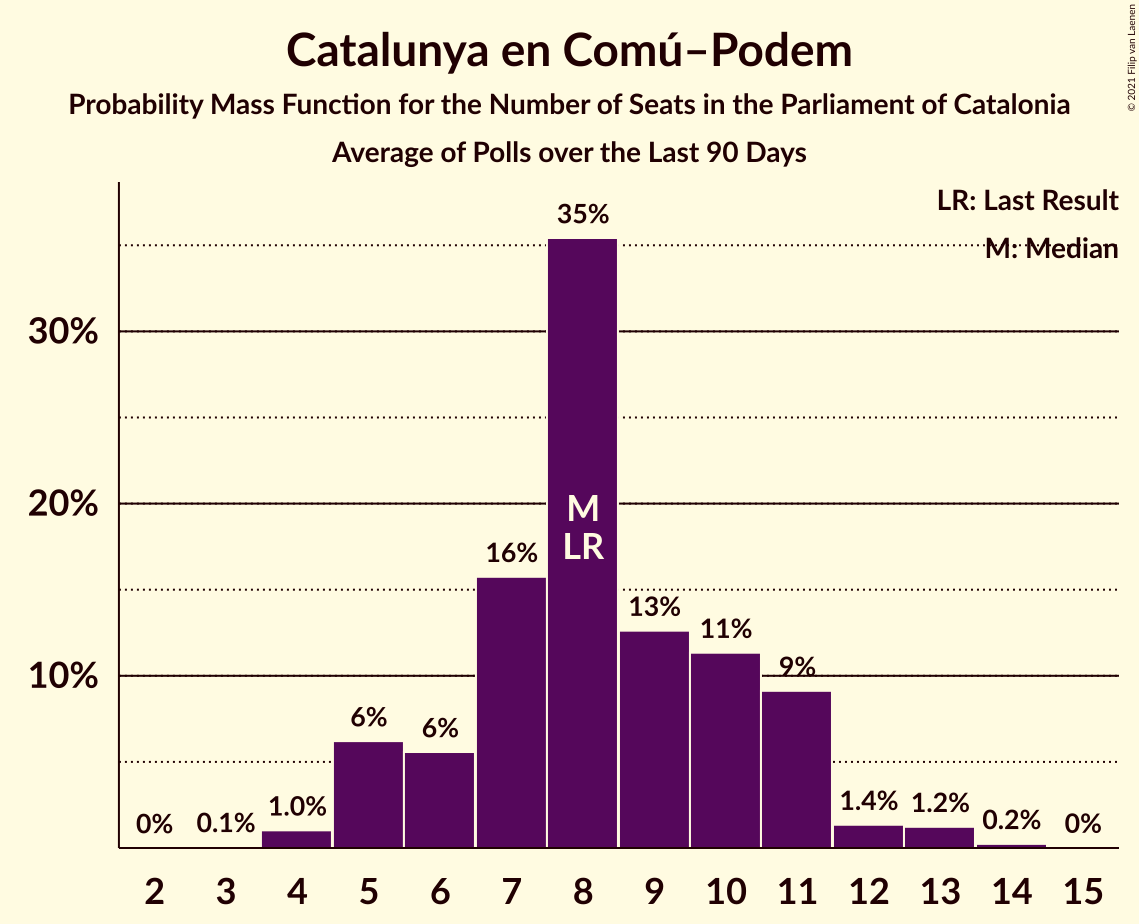 Catalunya en Comú–Podem
Probability Mass Function for the Number of Seats in the Parliament of Catalonia
Average of Polls over the Last 90 Days
© 2021 Filip van Laenen
LR: Last Result
M: Median
35%
30%
20%
10%
M
LR
16%
13%
11%
9%
6%
6%
0%
0.1%
1.0%
1.4%
1.2%
0.2%
0%
2 3 4 5 6 7 8 9 10 11 12 13 14 15